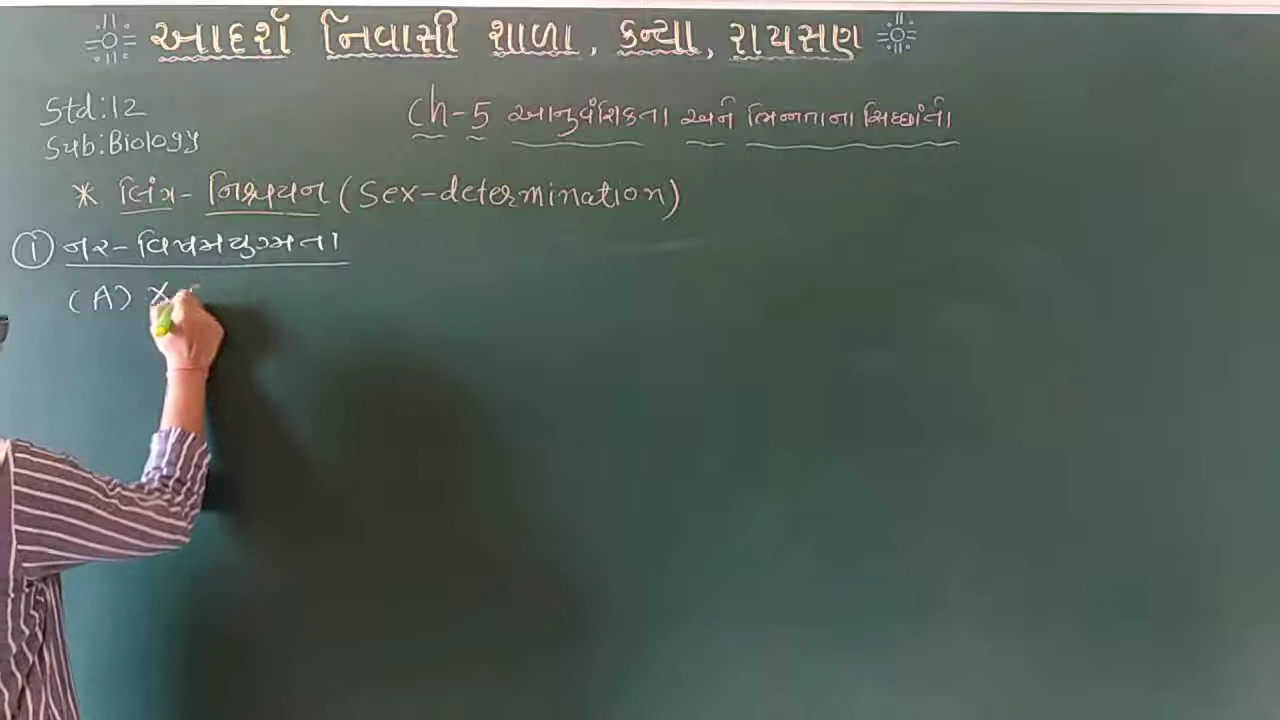 આદર્શ નિવાસી શાળા, કન્યા, રાયસણ
Std:12
Sub:Biology
Ch-5 આનુવંશિકતા અને ભિન્નતાના સિદ્ધાંતો
* લિંગ-નિશ્ચયન (Sex-determination)
① નર-વિષમયુગ્મતા
(A) X